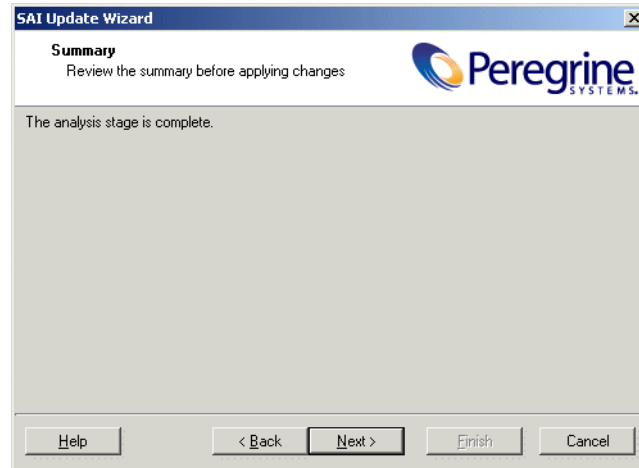 SAI Update Wizard
Summary
Review the summary before applying changes
Peregrine
SYSTEMS.
The analysis stage is complete.
Help
< Back
Next >
Finish
Cancel